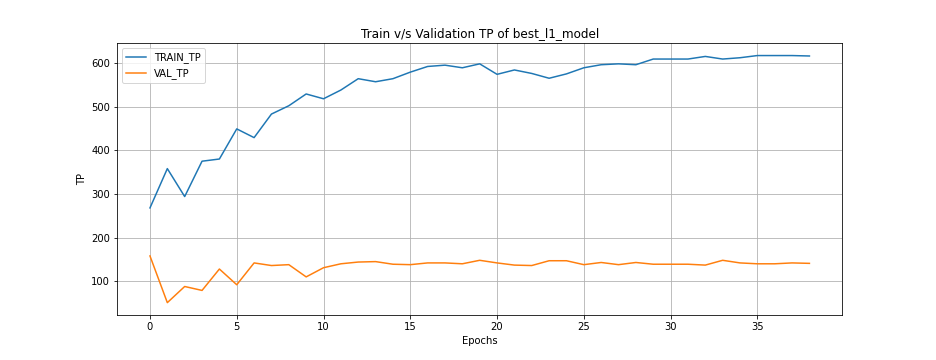 Train v/s Validation TP of best_l1_model
TRAIN_TP
VAL_TP
600
500
400
300
200
100
TP
0 5 10 15 20 25 30 35
Epochs